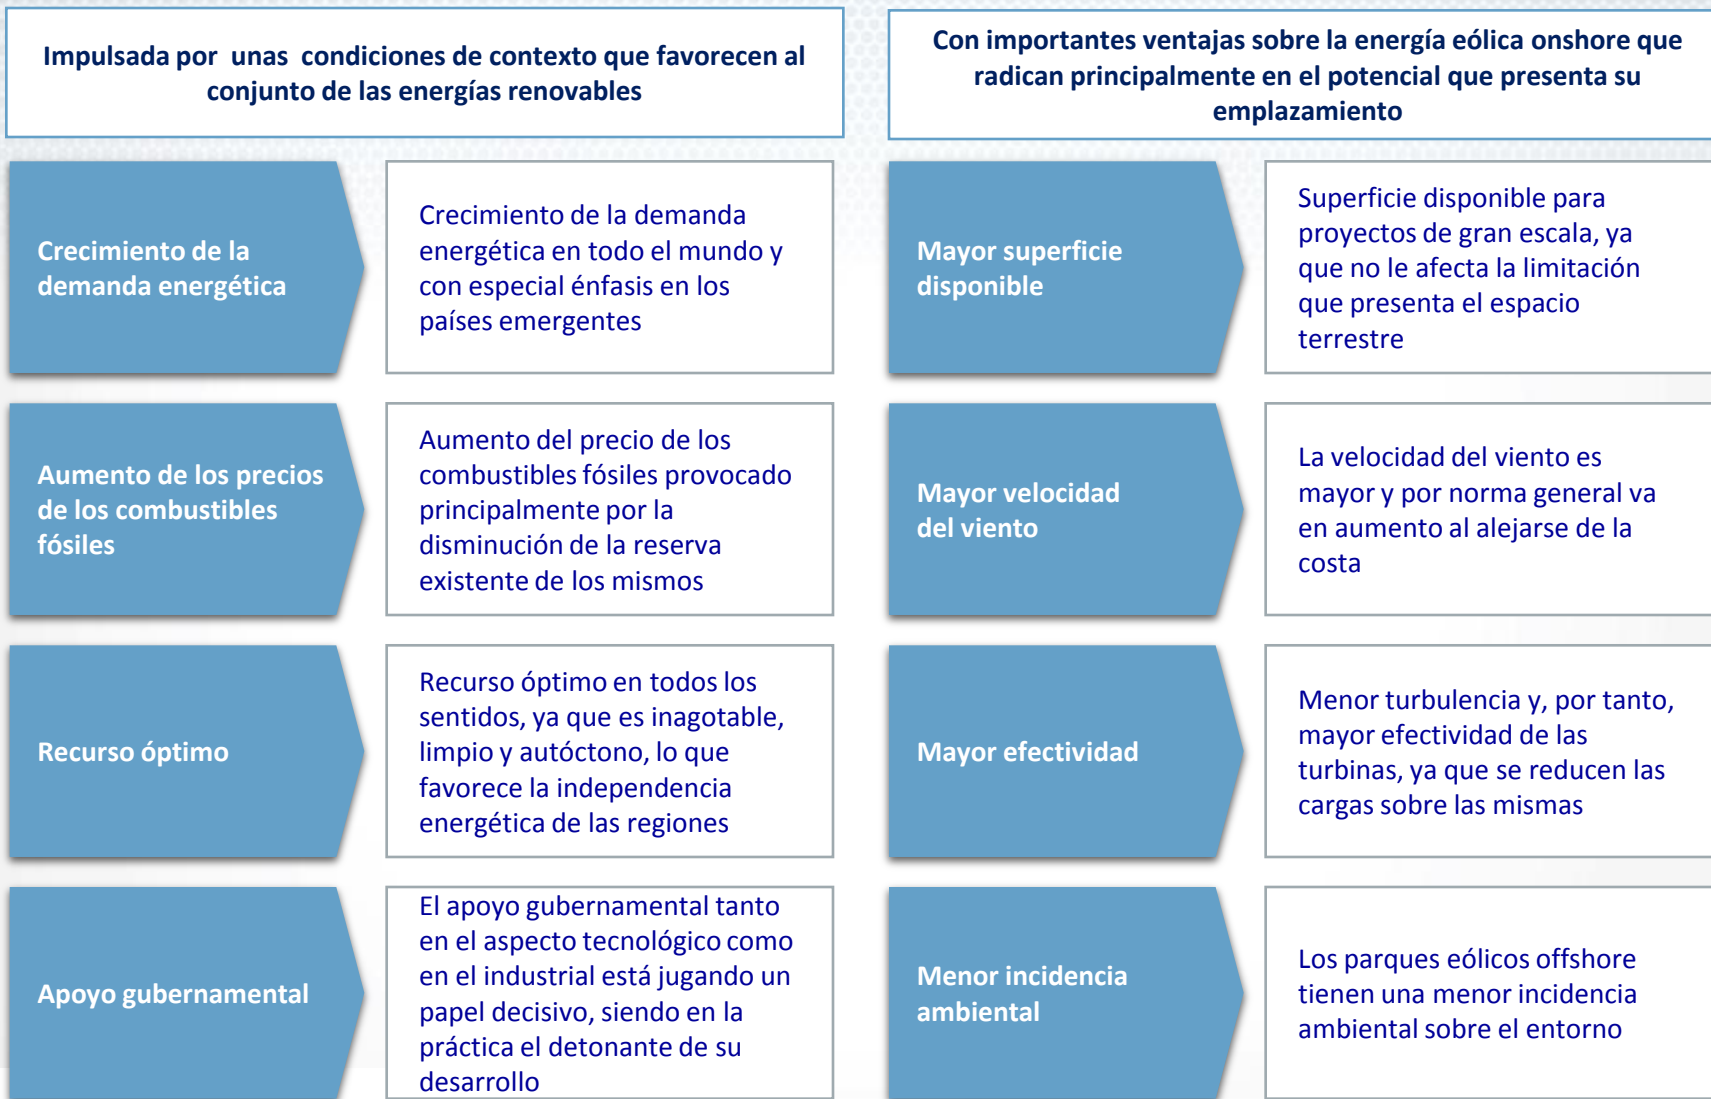 Impulsada por unas condiciones de contexto que favorecen al
conjunto de las energías renovables
Crecimiento de la
demanda energética
Crecimiento de la demanda
energética en todo el mundo y
con especial énfasis en los
países emergentes
Aumento de los precios
de los combustibles
fósiles
Aumento del precio de los
combustibles fósiles provocado
principalmente por la
disminución de la reserva
existente de los mismos
Recurso óptimo
Recurso óptimo en todos los
sentidos, ya que es inagotable,
limpio y autóctono, lo que
favorece la independencia
energética de las regiones
Apoyo gubernamental
El apoyo gubernamental tanto
en el aspecto tecnológico como
en el industrial está jugando un
papel decisivo, siendo en la
práctica el detonante de su
desarrollo
Con importantes ventajas sobre la energía eólica onshore que
radican principalmente en el potencial que presenta su
emplazamiento
Mayor superficie
disponible
Superficie disponible para
proyectos de gran escala, ya
que no le afecta la limitación
que presenta el espacio
terrestre
Mayor velocidad
del viento
La velocidad del viento es
mayor y por norma general va
en aumento al alejarse de la
costa
Mayor efectividad
Menor turbulencia y, por tanto,
mayor efectividad de las
turbinas, ya que se reducen las
cargas sobre las mismas
Menor incidencia
ambiental
Los parques eólicos offshore
tienen una menor incidencia
ambiental sobre el entorno